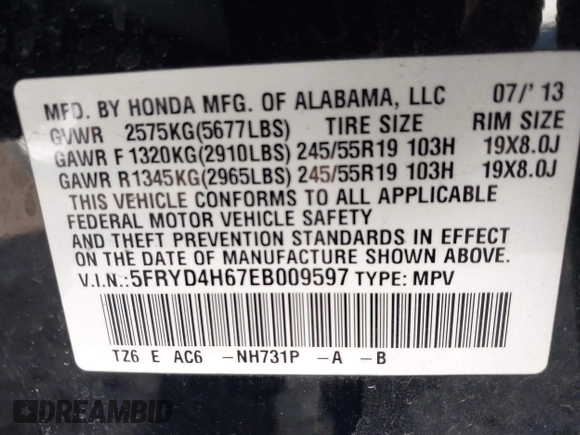 MFD. BY HONDA MFG. OF ALABAMA, LLC 07/'13
GVWR 2575KG(5677LBS) TIRE SIZE RIM SIZE
GAWR F 1320KG(2910LBS) 245/55R19 103H 19X8.0J
GAWR R1345KG(2965LBS) 245/55R19 103H 19X8.0J
THIS VEHICLE CONFORMS TO ALL APPLICABLE
FEDERAL MOTOR VEHICLE SAFETY
AND THEFT PREVENTION STANDARDS IN EFFECT
ON THE DATE OF MANUFACTURE SHOWN ABOVE.
V.I.N.:5FRYD4H67EB009597 TYPE: MPV
TZ6 E AC6 -NH731P -A -B
DREAMBID